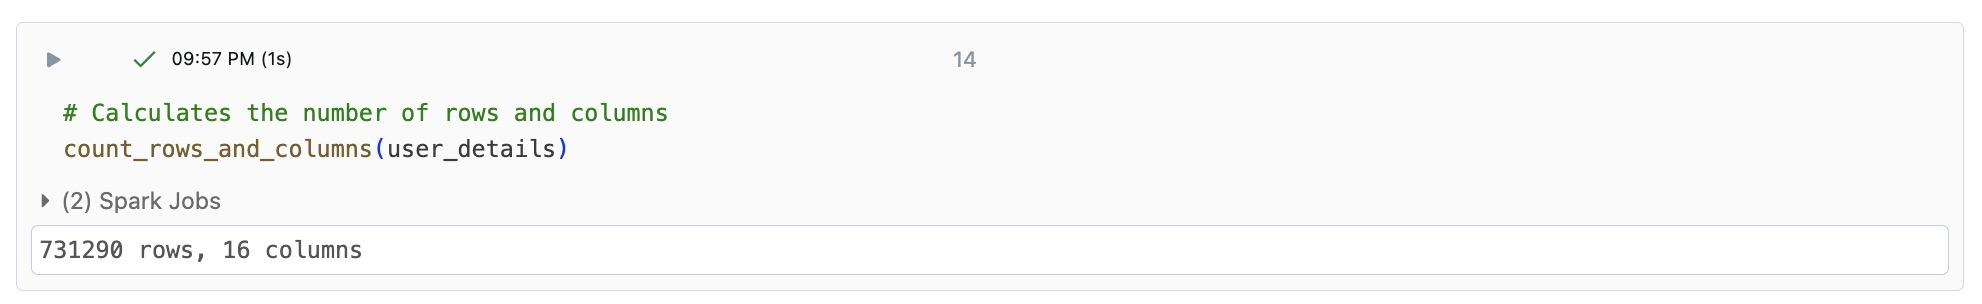 09:57 PM (1s)
14
# Calculates the number of rows and columns
count_rows_and_columns(user_details)
(2) Spark Jobs
731290 rows, 16 columns